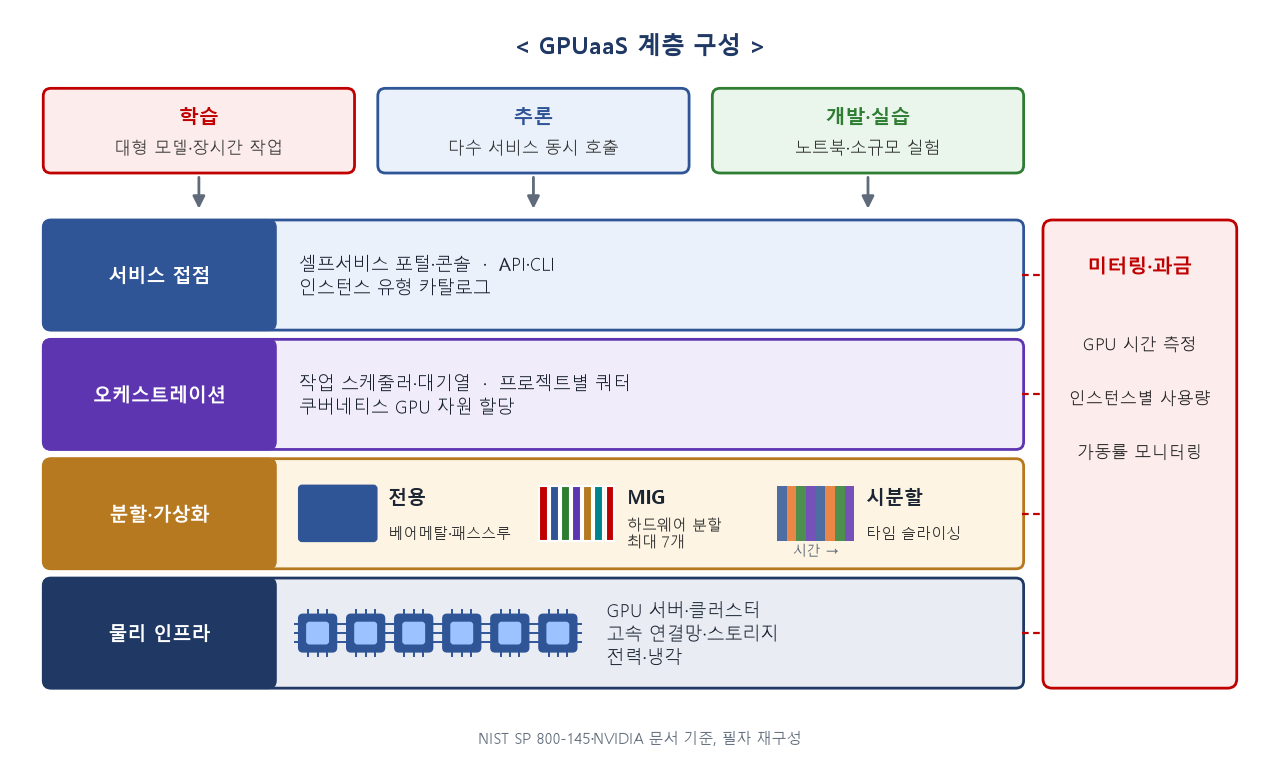 < GPUaaS 계층 구성 >
학습
대형 모델·장시간 작업
추론
다수 서비스 동시 호출
개발·실습
노트북·소규모 실험
서비스 접점
셀프서비스 포털·콘솔 · API·CLI
인스턴스 유형 카탈로그
오케스트레이션
작업 스케줄러·대기열 · 프로젝트별 쿼터
쿠버네티스 GPU 자원 할당
분할·가상화
전용
베어메탈·패스스루
MIG
하드웨어 분할
최대 7개
시간 →
시분할
타임 슬라이싱
물리 인프라
GPU 서버·클러스터
고속 연결망·스토리지
전력·냉각
미터링·과금
GPU 시간 측정
인스턴스별 사용량
가동률 모니터링
NIST SP 800-145·NVIDIA 문서 기준, 필자 재구성